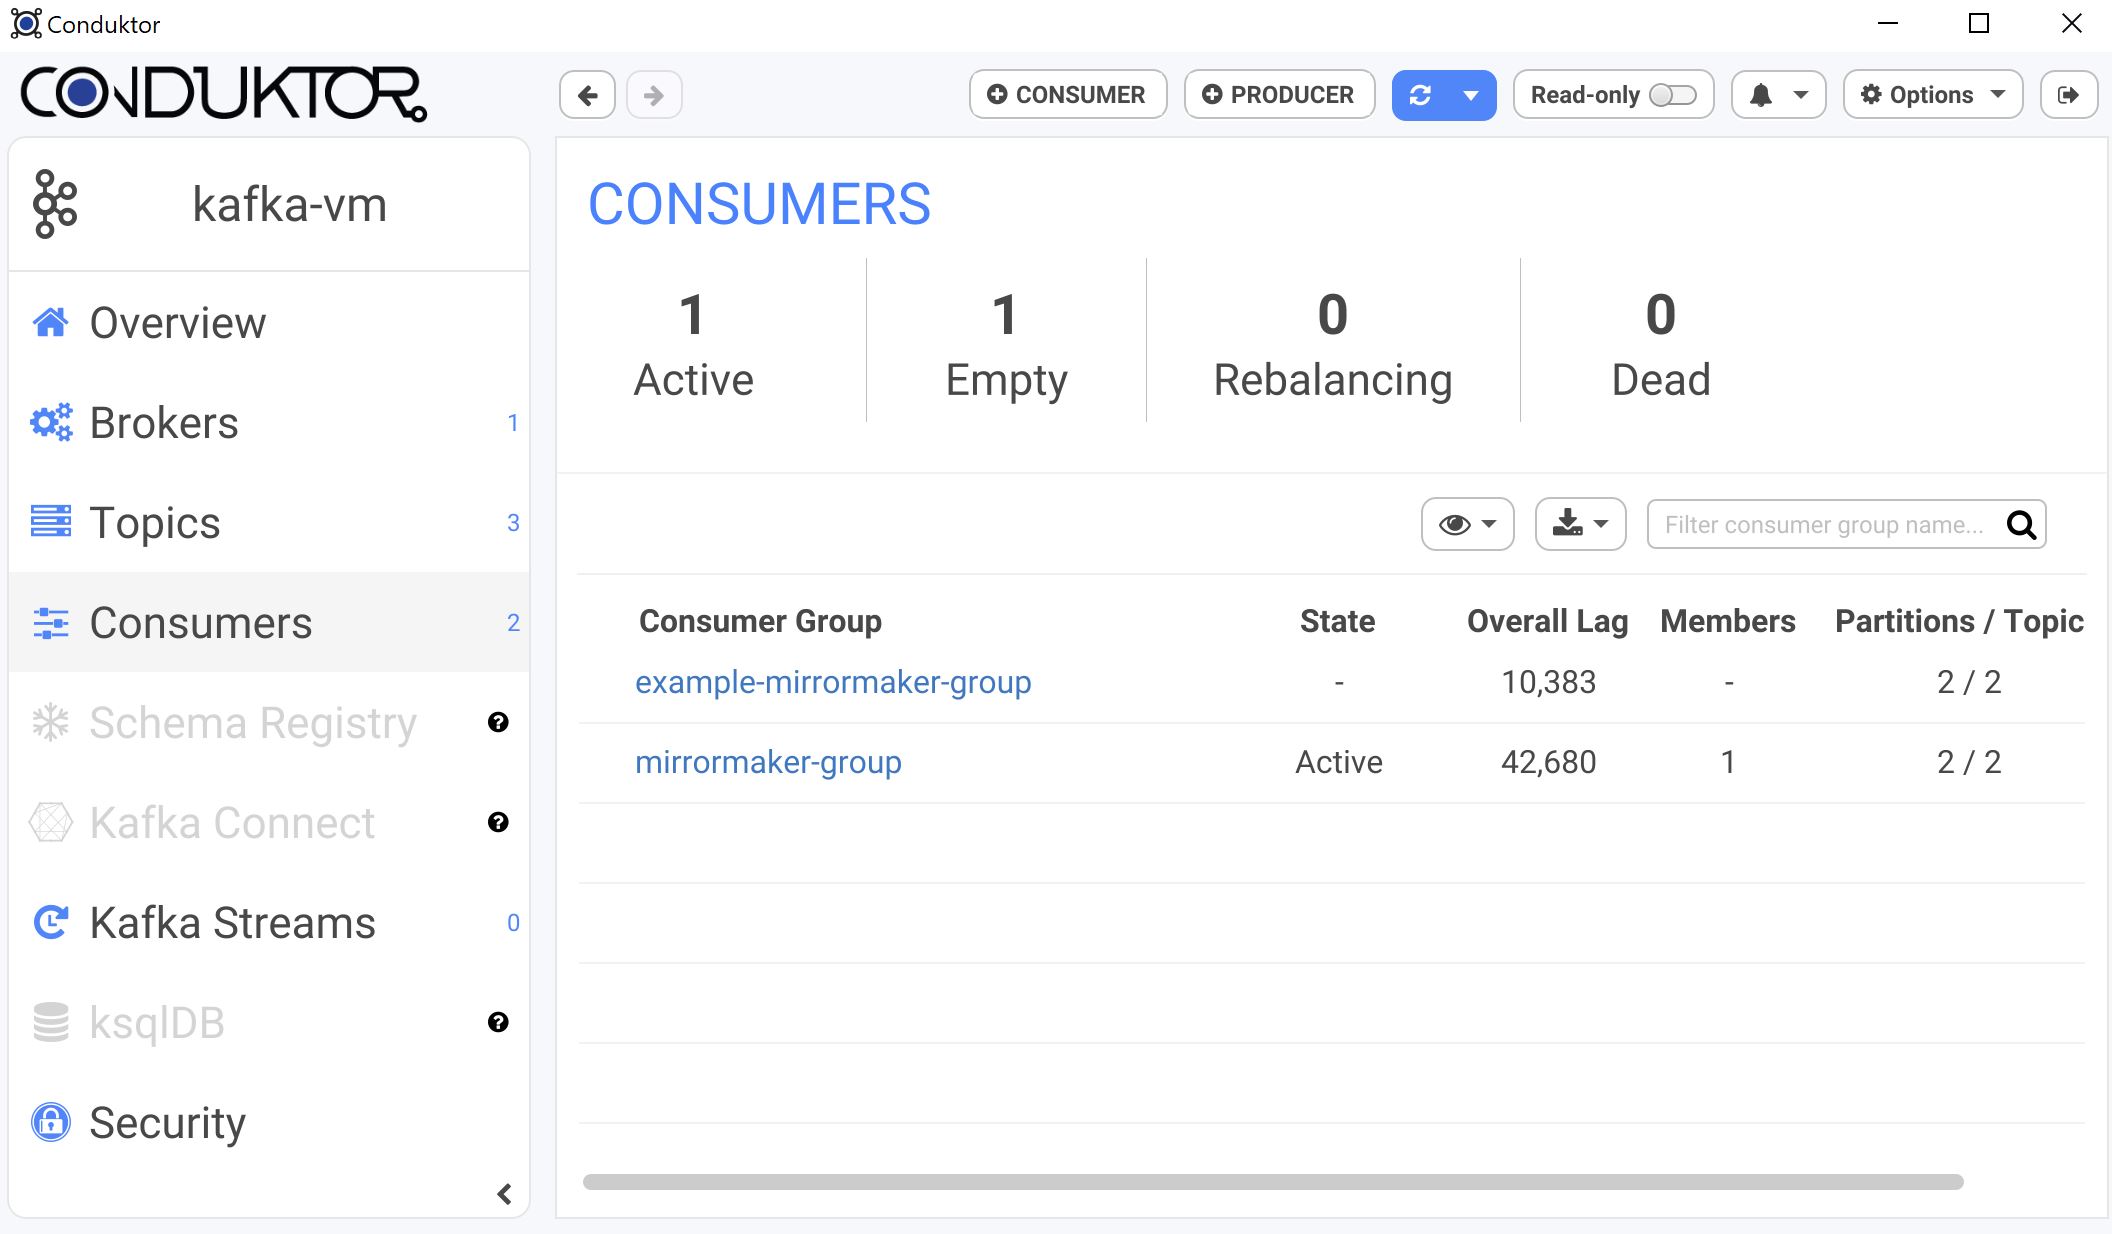 Conduktor
CONDUKTOR
CONSUMER
PRODUCER
Read-only
Options
kafka-vm
Overview
Brokers 1
Topics 3
Consumers 2
Schema Registry ?
Kafka Connect ?
Kafka Streams 0
ksqlDB ?
Security
CONSUMERS
1 1 0 0
Active Empty Rebalancing Dead
Filter consumer group name...
Consumer Group State Overall Lag Members Partitions / Topic
example-mirrormaker-group - 10,383 - 2 / 2
mirrormaker-group Active 42,680 1 2 / 2